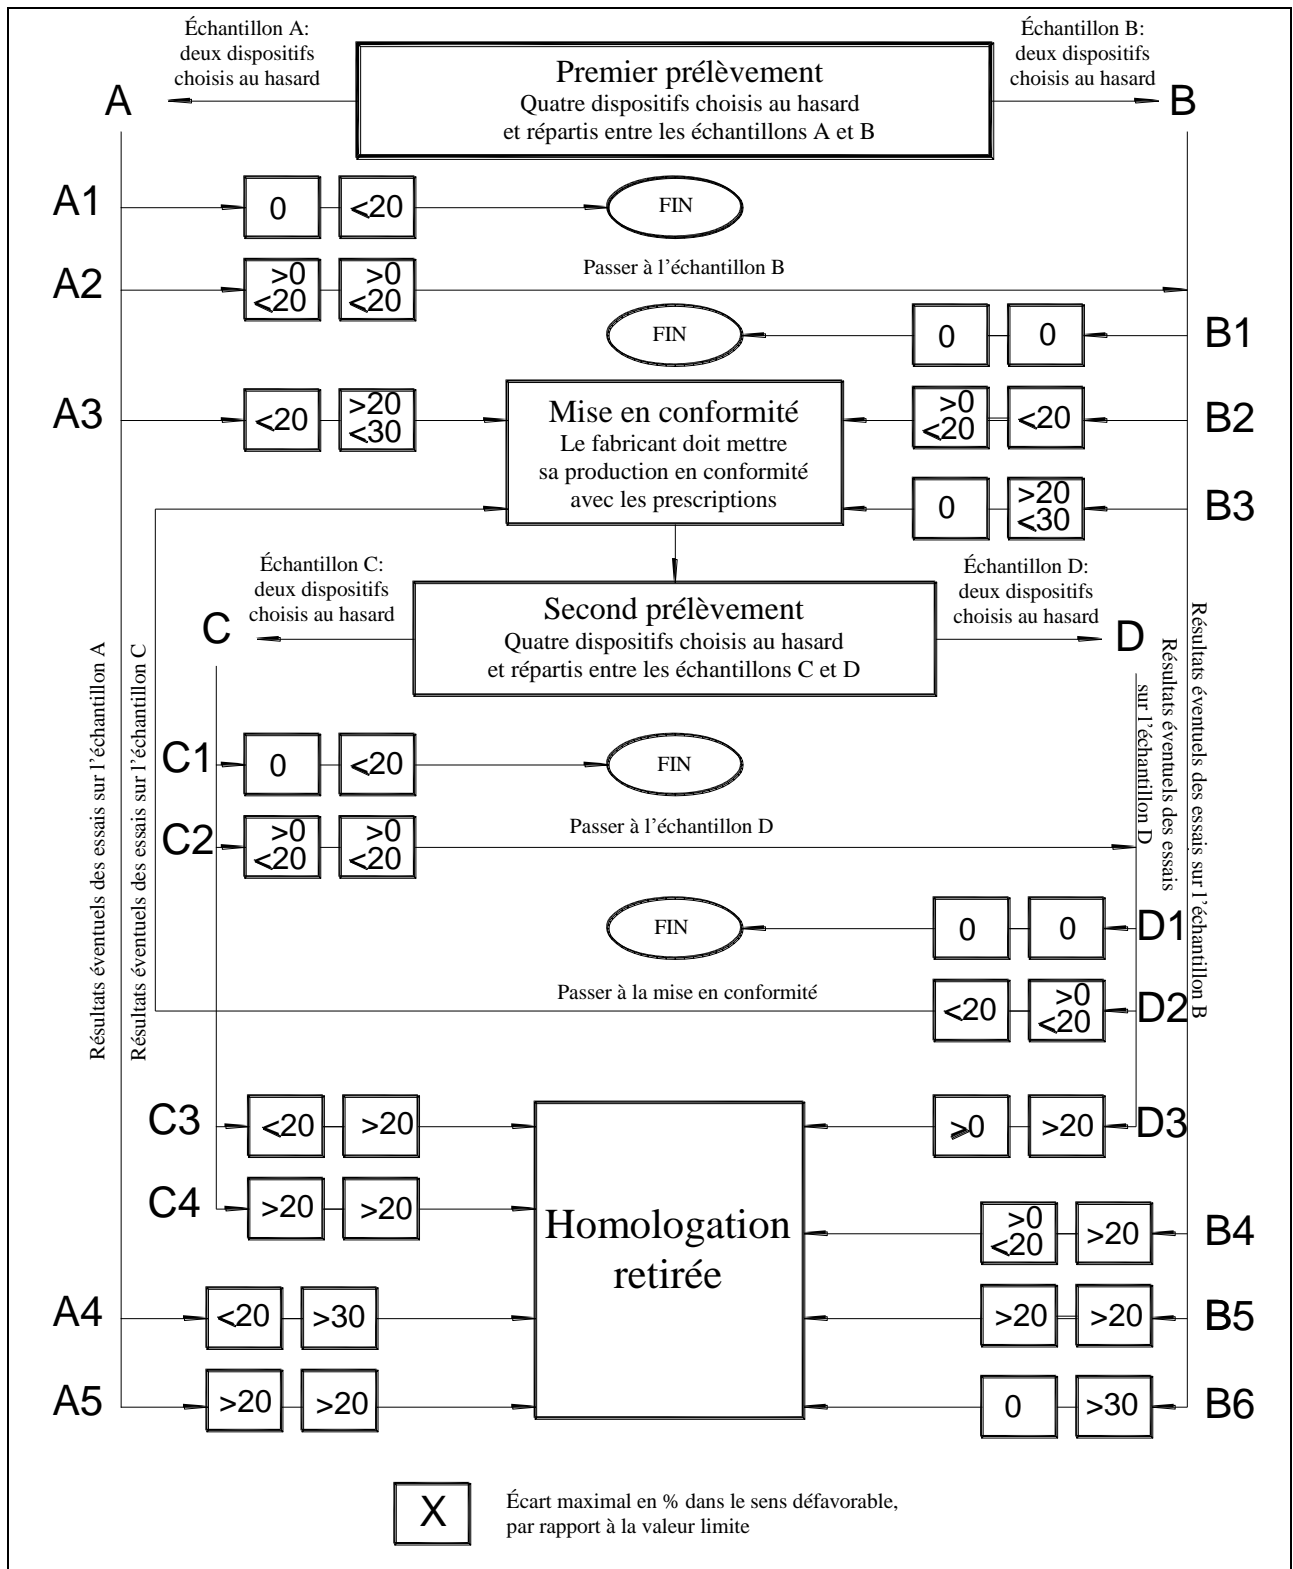 Échantillon A:
deux dispositifs
choisis au hasard
Échantillon B:
deux dispositifs
choisis au hasard
Premier prélèvement
Quatre dispositifs choisis au hasard
et répartis entre les échantillons A et B
A
B
A1
0
<20
FIN
A2
>0
<20
>0
<20
Passer à l'échantillon B
FIN
0
0
B1
A3
<20
>20
<30
Mise en conformité
Le fabricant doit mettre
sa production en conformité
avec les prescriptions
>0
<20
<20
B2
0
>20
<30
B3
Échantillon C:
deux dispositifs
choisis au hasard
Échantillon D:
deux dispositifs
choisis au hasard
Second prélèvement
Quatre dispositifs choisis au hasard
et répartis entre les échantillons C et D
C
D
Résultats éventuels des essais sur l'échantillon A
Résultats éventuels des essais sur l'échantillon C
Résultats éventuels des essais
sur l'échantillon D
Résultats éventuels des essais sur l'échantillon B
C1
0
<20
FIN
C2
>0
<20
>0
<20
Passer à l'échantillon D
FIN
0
0
D1
Passer à la mise en conformité
<20
>0
<20
D2
C3
<20
>20
>0
>20
D3
C4
>20
>20
Homologation
retirée
>0
<20
>20
B4
A4
<20
>30
>20
>20
B5
A5
>20
>20
0
>30
B6
X
Écart maximal en % dans le sens défavorable,
par rapport à la valeur limite